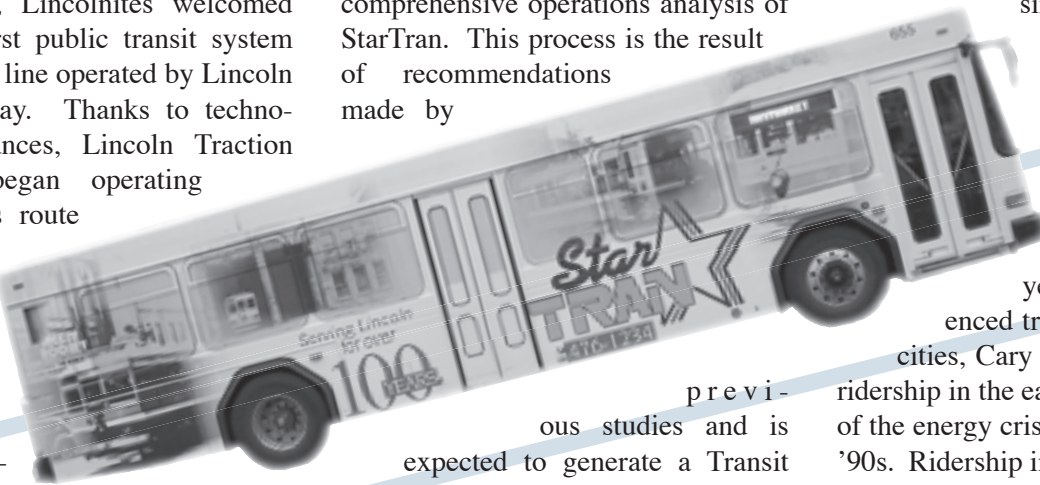 Lincolnites welcomed
rst public transit system
line operated by Lincoln
ay. Thanks to techno-
ances, Lincoln Traction
began operating
s route
comprehensive operations analysis of
StarTran. This process is the result
of recommendations
made by
655
Star
TRAN
476-1234
Serving Lincoln
for over
100
YEARS
previ-
ous studies and is
expected to generate a Transit
si
yo
enced tr
cities, Cary
ridership in the ea
of the energy cris
’90s. Ridership i